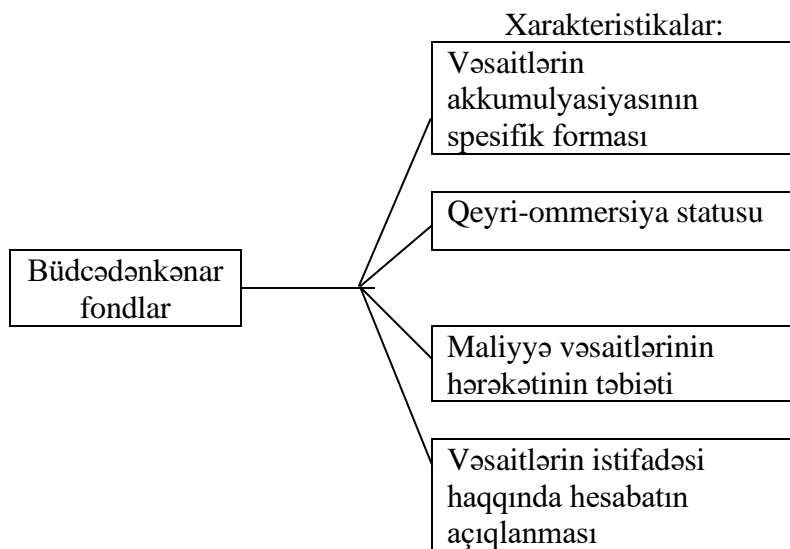 Xarakteristikalar:
Vəsaitlərin
akkumulyasiyasının
spesifik forması
Qeyri-ommersiya statusu
Büdcədənkənar
fondlar
Maliyyə vəsaitlərinin
hərəkətinin təbiəti
Vəsaitlərin istifadəsi
haqqında hesabatın
açıqlanması